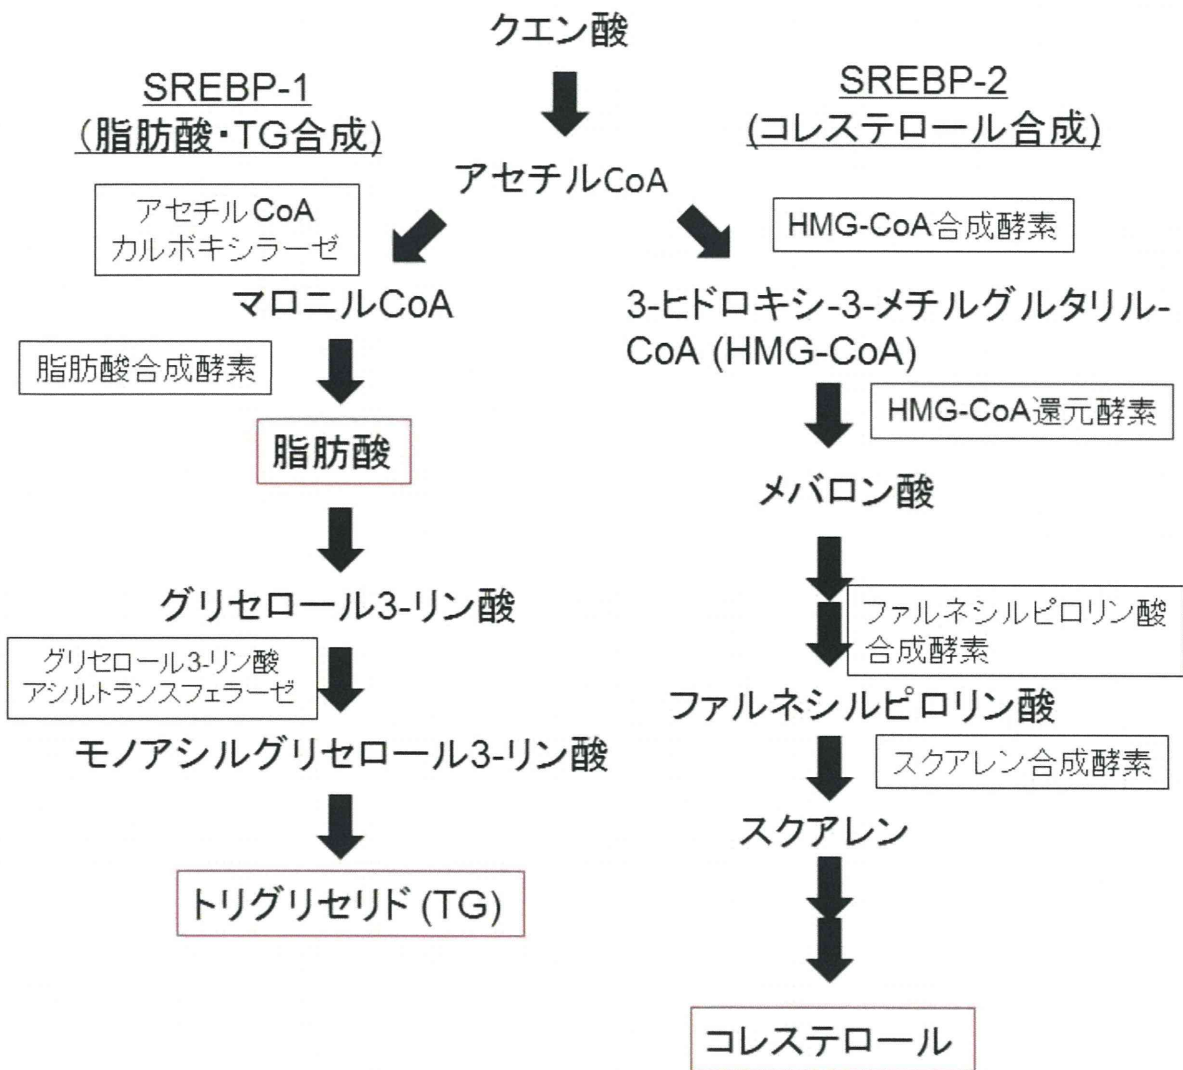 クエン酸
SREBP-1
(脂肪酸・TG合成)
SREBP-2
(コレステロール合成)
アセチルCoA
アセチルCoA
カルボキシラーゼ
HMG-CoA合成酵素
マロニルCoA
3-ヒドロキシ-3-メチルグルタリル-
CoA (HMG-CoA)
脂肪酸合成酵素
HMG-CoA還元酵素
脂肪酸
メバロン酸
グリセロール3-リン酸
ファルネシルピロリン酸
合成酵素
グリセロール3-リン酸
アシルトランスフェラーゼ
ファルネシルピロリン酸
モノアシルグリセロール3-リン酸
スクアレン合成酵素
スクアレン
トリグリセリド (TG)
コレステロール